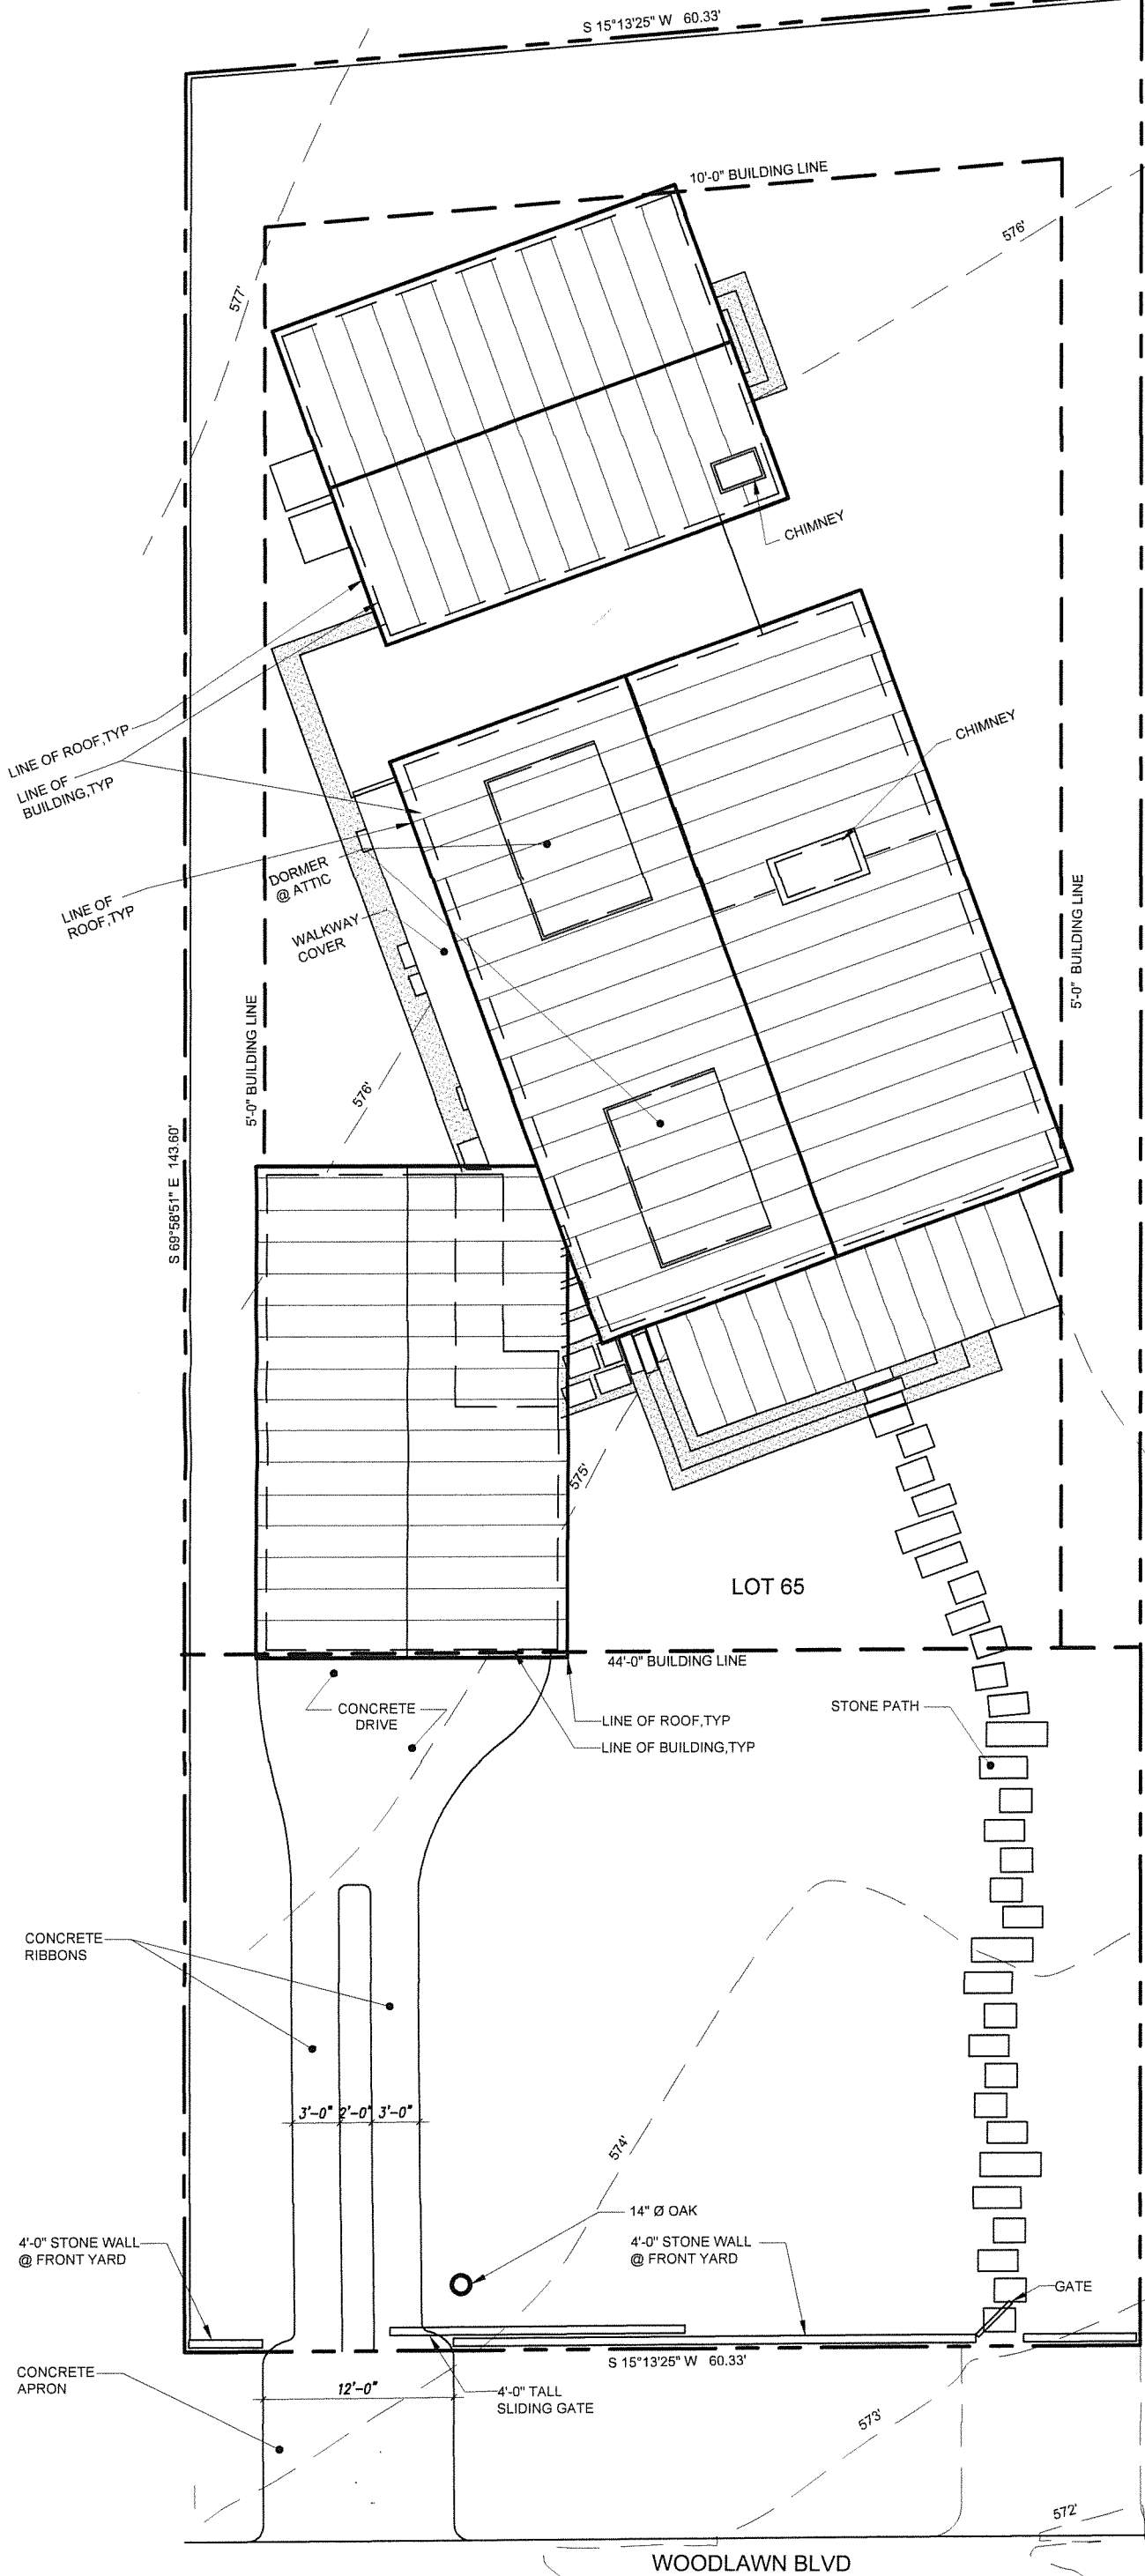 S 15°13'25" W 60.33'
10'-0" BUILDING LINE
576'
577'
CHIMNEY
LINE OF ROOF,TYP
LINE OF
BUILDING,TYP
CHIMNEY
DORMER
@ ATTIC
LINE OF
ROOF,TYP
WALKWAY
COVER
5'-0" BUILDING LINE
5'-0" BUILDING LINE
576'
S 69°58'51" E 143.60'
575'
LOT 65
44'-0" BUILDING LINE
CONCRETE
DRIVE
LINE OF ROOF,TYP
LINE OF BUILDING,TYP
STONE PATH
CONCRETE
RIBBONS
3'-0" 2'-0" 3'-0"
574'
14" Ø OAK
4'-0" STONE WALL
@ FRONT YARD
4'-0" STONE WALL
@ FRONT YARD
GATE
S 15°13'25" W 60.33'
CONCRETE
APRON
12'-0"
4'-0" TALL
SLIDING GATE
573'
572'
WOODLAWN BLVD